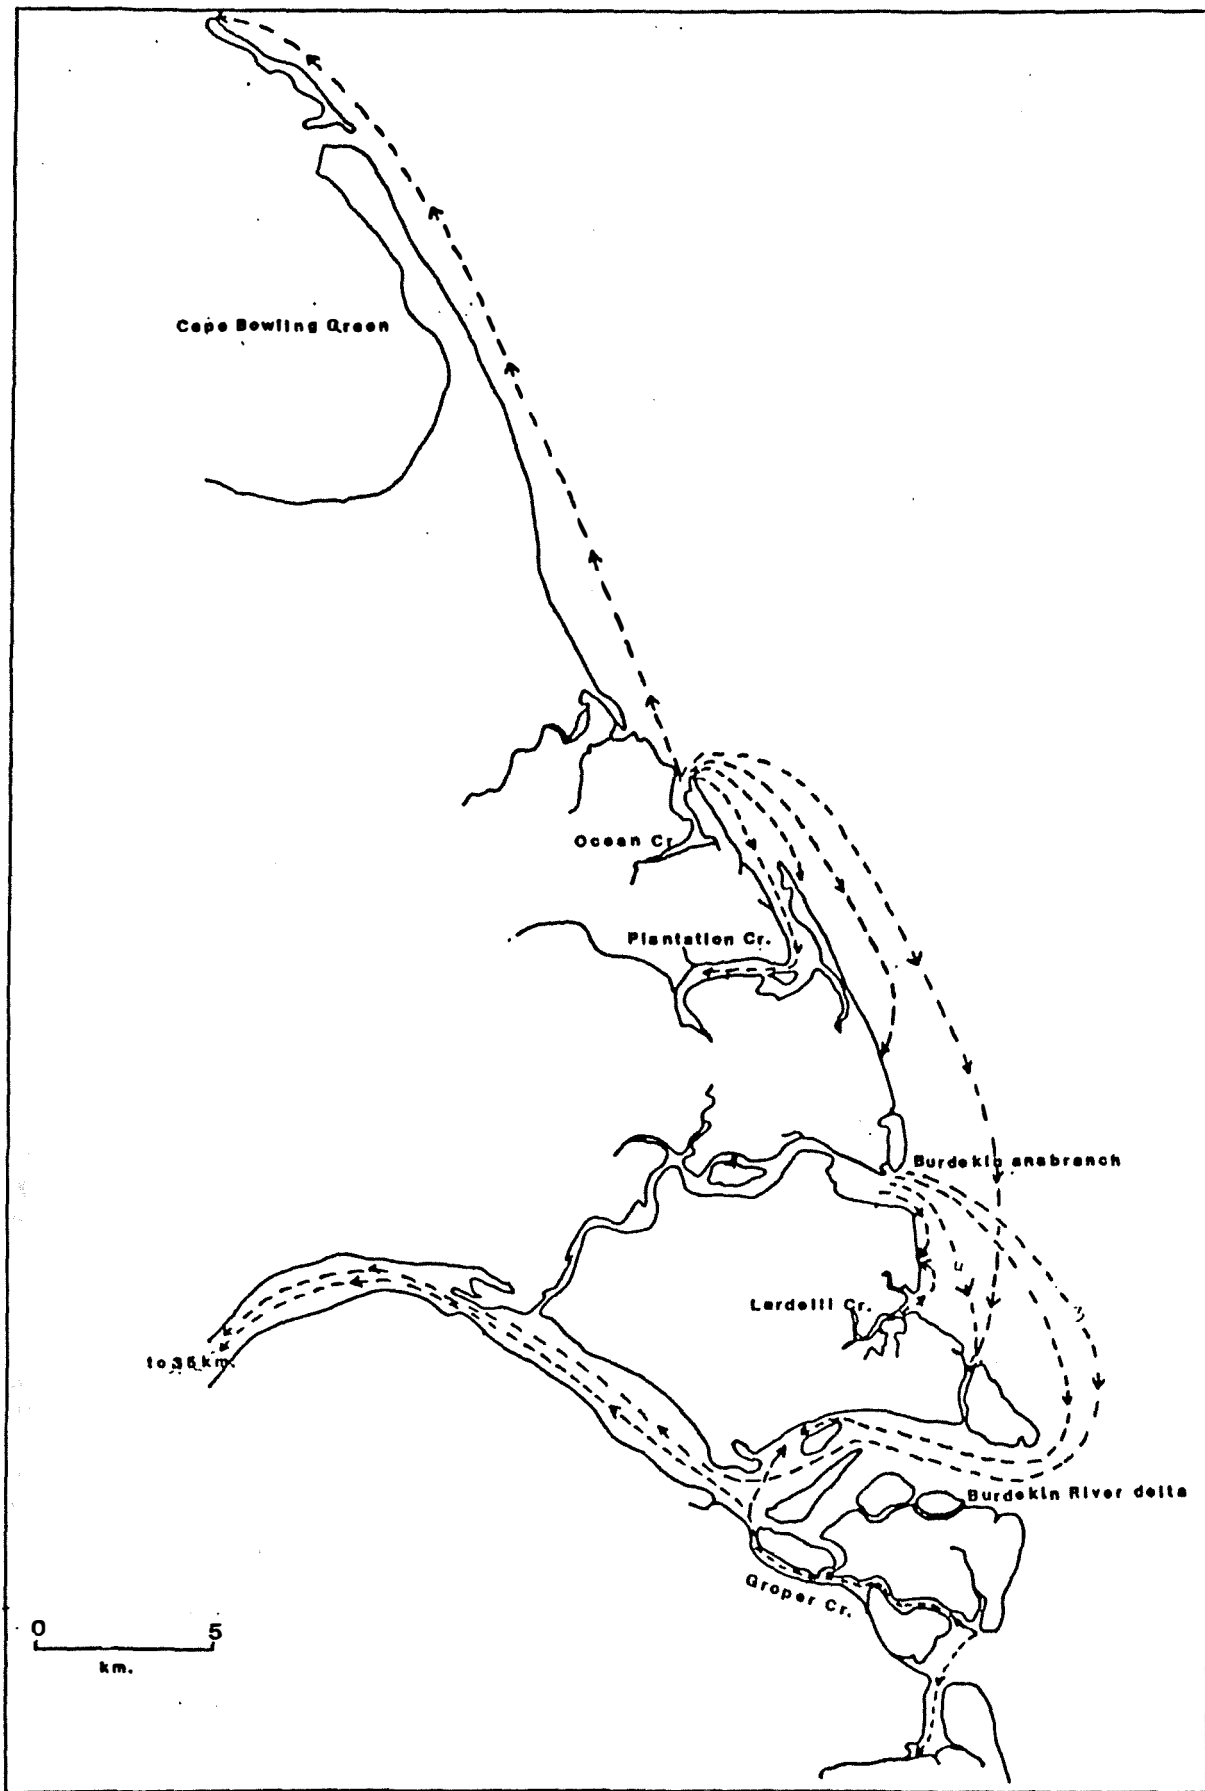 Cape Bowling Green
Ocean Cr
Plantation Cr.
Burdekin anabranch
Lardelli Cr.
to 35 km.
Burdekin River delta
Groper Cr.
0 5
km.